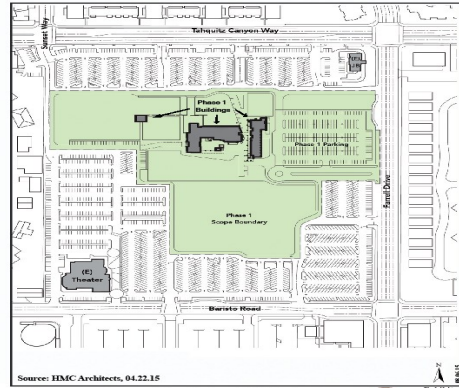 Tahquitz Canyon Way
Sunset Way
Phase 1
Buildings
Phase 1 Parking
Farrell Drive
Phase 1
Scope Boundary
(E)
Theater
Baristo Road
Source: HMC Architects, 04.22.15
N